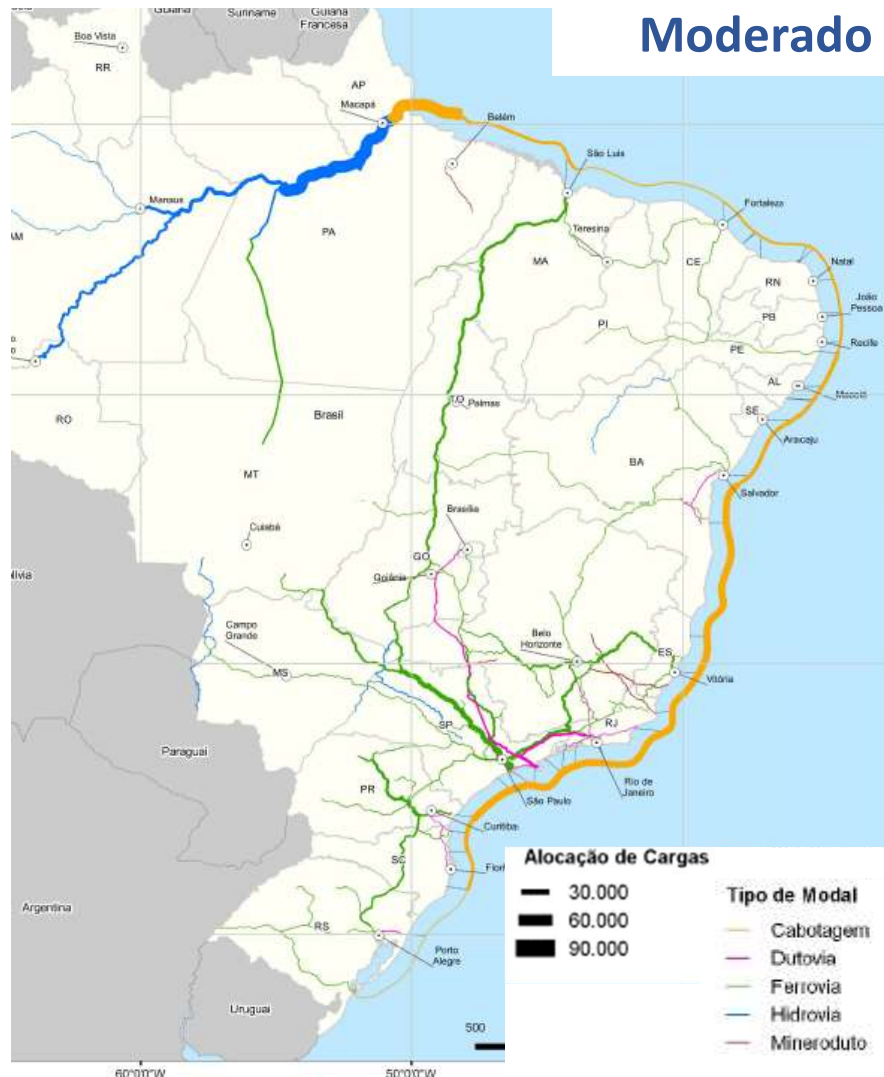 Moderado
Suriname
Guiana
Francesa
Boa Vista
RR
AP
Macapá
Belém
São Luis
Manaus
Fortaleza
Teresina
PA
MA
CE
Natal
RN
João
Pessoa
PB
PI
Recife
PE
AL
Maceió
TO
Palmas
Brasil
SE
Aracaju
RO
MT
BA
Salvador
Brasília
Cuiabá
GO
Goiânia
Campo
Grande
Belo
Horizonte
ES
MS
Vitória
SP
RJ
Paraguai
Rio de
Janeiro
São Paulo
PR
Curitiba
SC
Argentina
RS
Porto
Alegre
Uruguai
500
Alocação de Cargas
30.000
60.000
90.000
Tipo de Modal
Cabotagem
Dutovia
Ferrovia
Hidrovia
Mineroduto
60°0'0"W
50°0'0"W